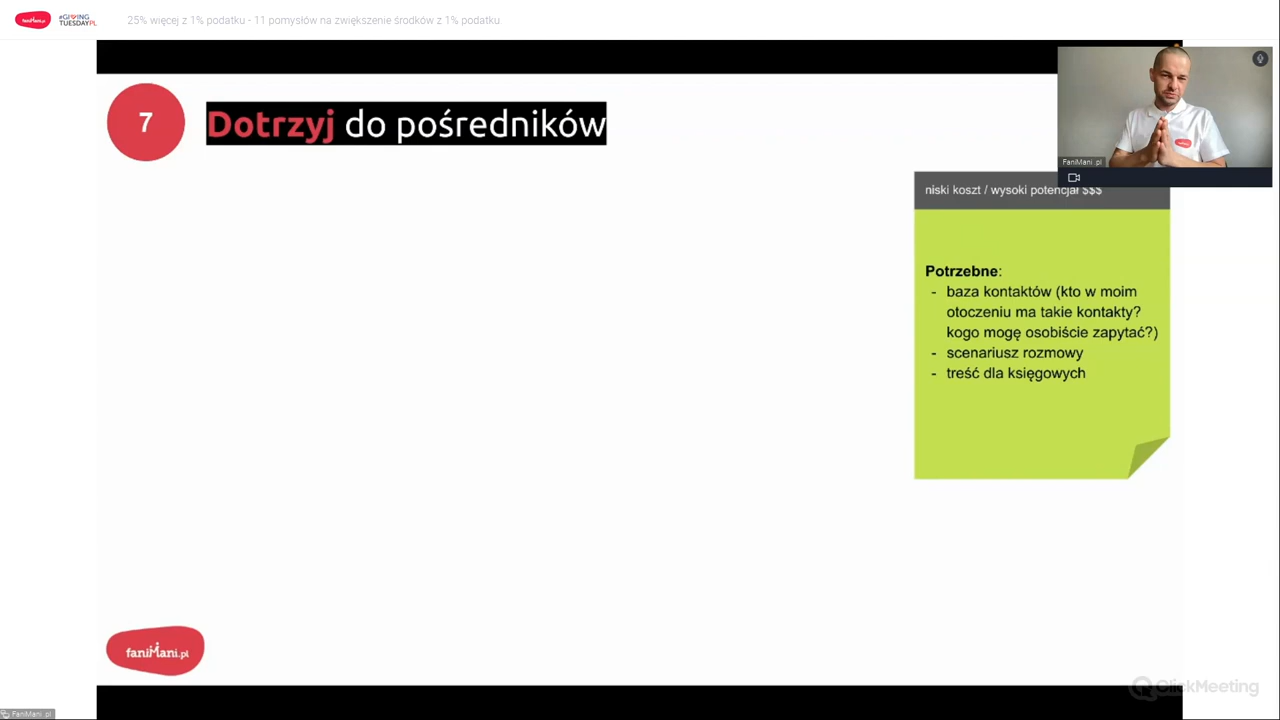 faniMani.pl
#GIVING
TUESDAYPL
25% więcej z 1% podatku - 11 pomysłów na zwiększenie środków z 1% podatku
7
Dotrzyj do pośredników
FaniMani .pl
niski koszt / wysoki potencjał $$$
Potrzebne:
- baza kontaktów (kto w moim
otoczeniu ma takie kontakty?
kogo mogę osobiście zapytać?)
- scenariusz rozmowy
- treść dla księgowych
faniMani.pl
ClickMeeting
FaniMani .pl